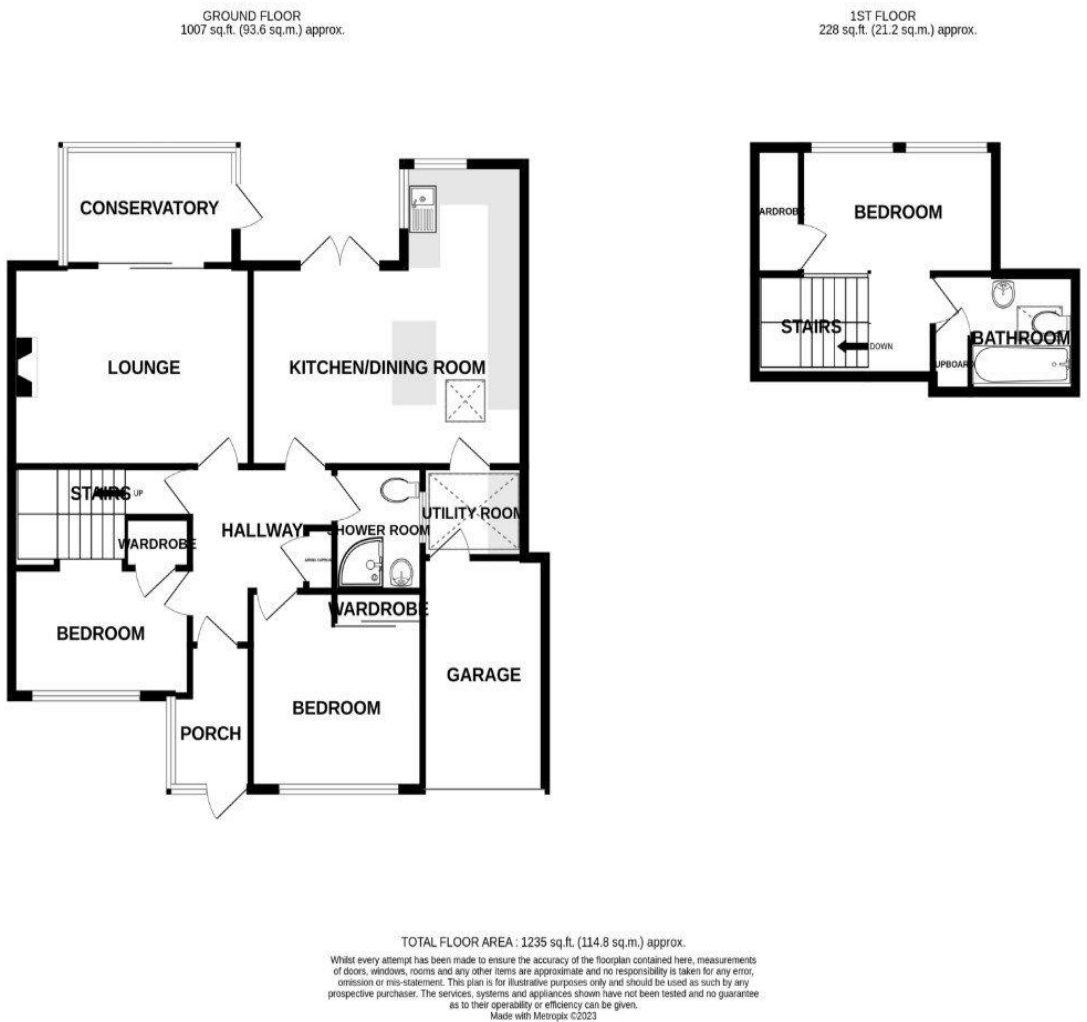 GROUND FLOOR
1007 sq.ft. (93.6 sq.m.) approx.
1ST FLOOR
228 sq.ft. (21.2 sq.m.) approx.
CONSERVATORY
LOUNGE
KITCHEN/DINING ROOM
STAIRS UP
WARDROBE
HALLWAY
SHOWER ROOM
UTILITY ROOM
BEDROOM
WARDROBE
BEDROOM
GARAGE
PORCH
ARDROBE
BEDROOM
STAIRS
DOWN
BATHROOM
UPBOARD
TOTAL FLOOR AREA : 1235 sq.ft. (114.8 sq.m.) approx.
Whilst every attempt has been made to ensure the accuracy of the floorplan contained here, measurements
of doors, windows, rooms and any other items are approximate and no responsibility is taken for any error,
omission or mis-statement. This plan is for illustrative purposes only and should be used as such by any
prospective purchaser. The services, systems and appliances shown have not been tested and no guarantee
as to their operability or efficiency can be given.
Made with Metropix ©2023